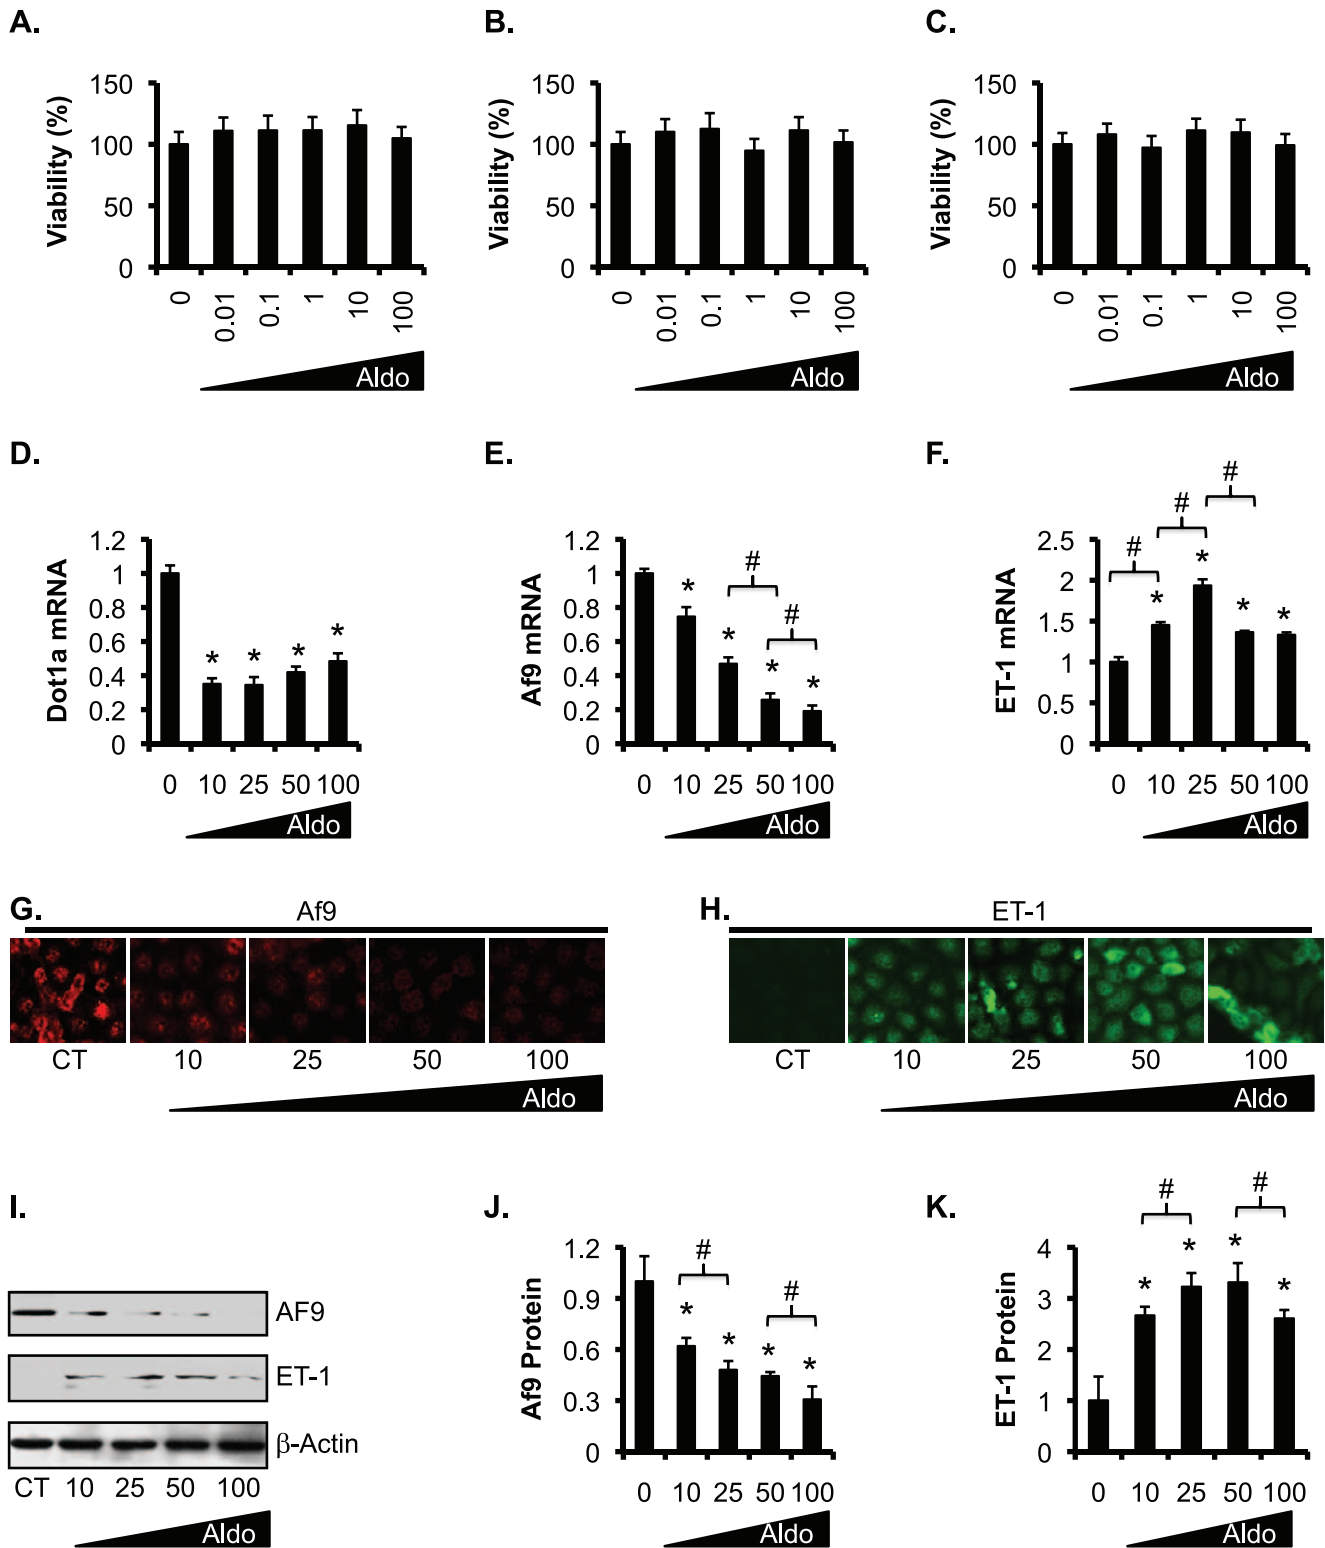 A.
Viability (%)
150
100
50
0
0 0.01 0.1 1 10 100
Aldo
B.
Viability (%)
150
100
50
0
0 0.01 0.1 1 10 100
Aldo
C.
Viability (%)
150
100
50
0
0 0.01 0.1 1 10 100
Aldo
D.
Dot1a mRNA
1.2
1
0.8
0.6
0.4
0.2
0
* * * *
0 10 25 50 100
Aldo
E.
Af9 mRNA
1.2
1
0.8
0.6
0.4
0.2
0
# #
* * * *
0 10 25 50 100
Aldo
F.
ET-1 mRNA
2.5
2
1.5
1
0.5
0
# # #
* * * *
0 10 25 50 100
Aldo
G.
Af9
CT 10 25 50 100
Aldo
H.
ET-1
CT 10 25 50 100
Aldo
I.
AF9
ET-1
β-Actin
CT 10 25 50 100
Aldo
J.
Af9 Protein
1.2
0.9
0.6
0.3
0
# #
* * * *
0 10 25 50 100
Aldo
K.
ET-1 Protein
4
3
2
1
0
# #
* * * *
0 10 25 50 100
Aldo